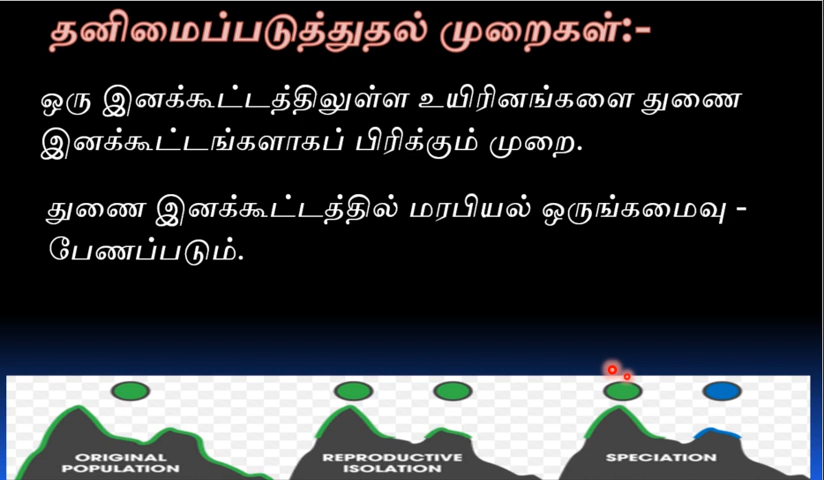 தனிமைப்படுத்துதல் முறைகள்:-
ஒரு இனக்கூட்டத்திலுள்ள உயிரினங்களை துணை
இனக்கூட்டங்களாகப் பிரிக்கும் முறை.
துணை இனக்கூட்டத்தில் மரபியல் ஒருங்கமைவு -
பேணப்படும்.
ORIGINAL
POPULATION
REPRODUCTIVE
ISOLATION
SPECIATION